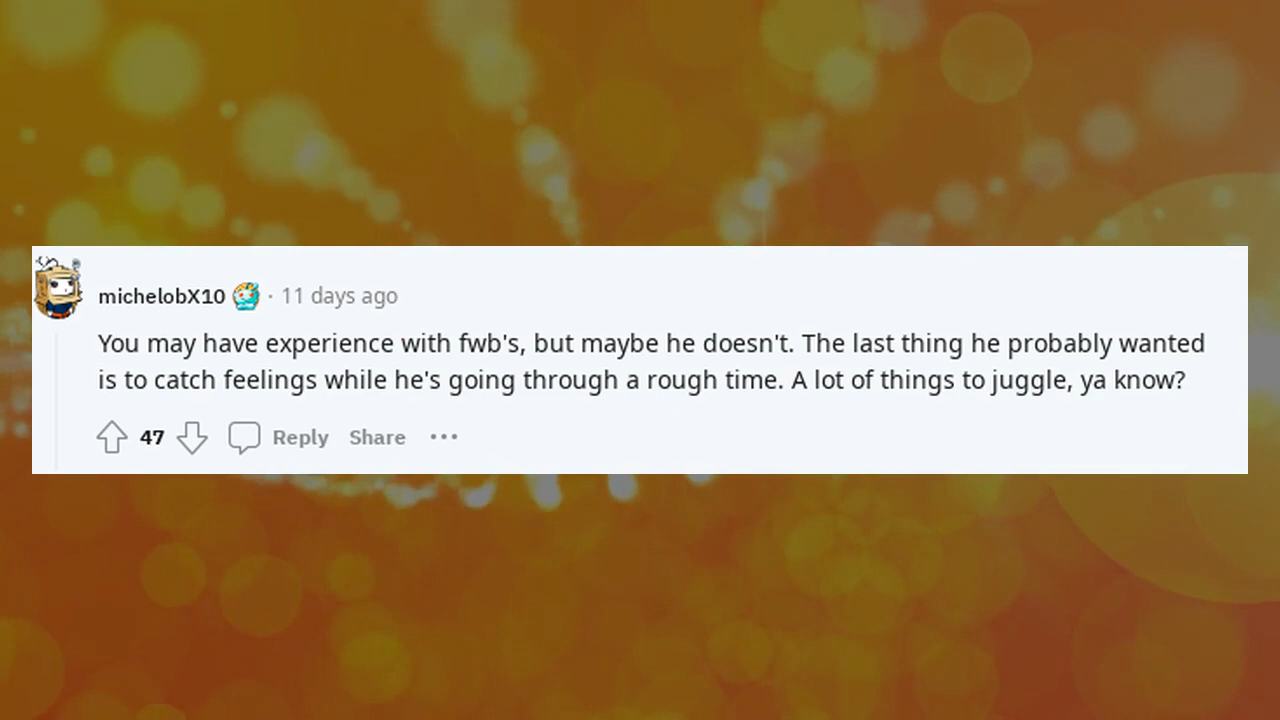 michelobX10 · 11 days ago
You may have experience with fwb's, but maybe he doesn't. The last thing he probably wanted
is to catch feelings while he's going through a rough time. A lot of things to juggle, ya know?
47 Reply Share